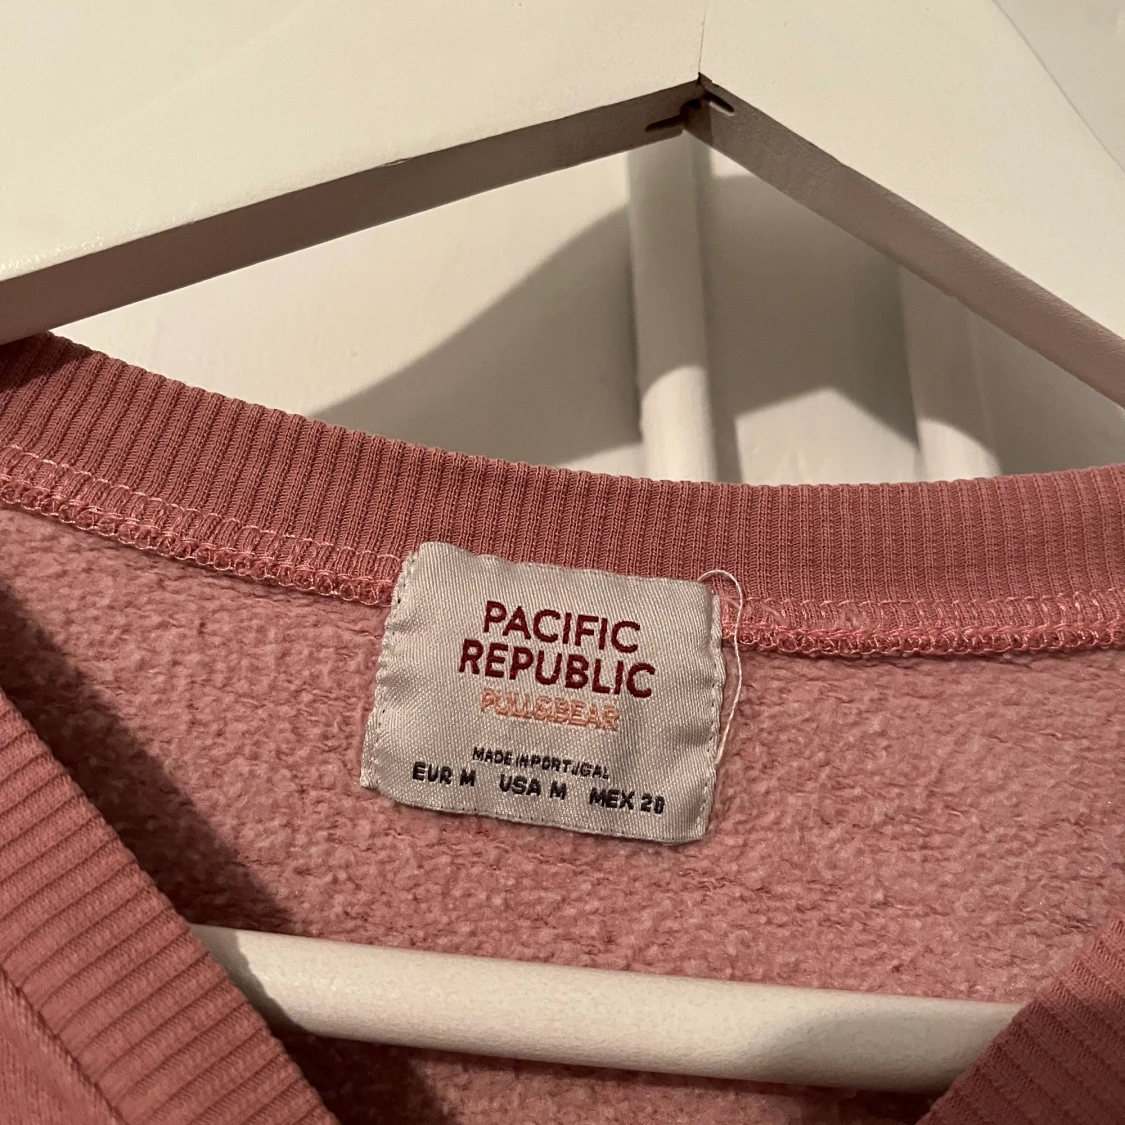 PACIFIC
REPUBLIC
PULL&BEAR
MADE IN PORTUGAL
EUR M USA M MEX 28